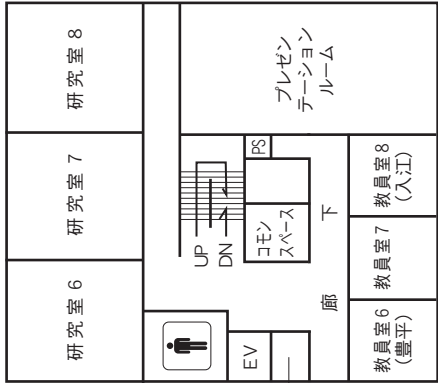 研究室 8
研究室 7
研究室 6
プレゼン
テーション
ルーム
PS
UP
DN
コモン
スペース
EV
廊 下
教員室 8
(入江)
教員室 7
教員室 6
(豊平)